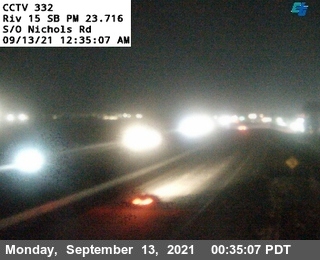 CCTV 332
Riv 15 SB PM 23.716
S/O Nichols Rd
09/13/21 12:35:07 AM
Monday, September 13, 2021 00:35:07 PDT